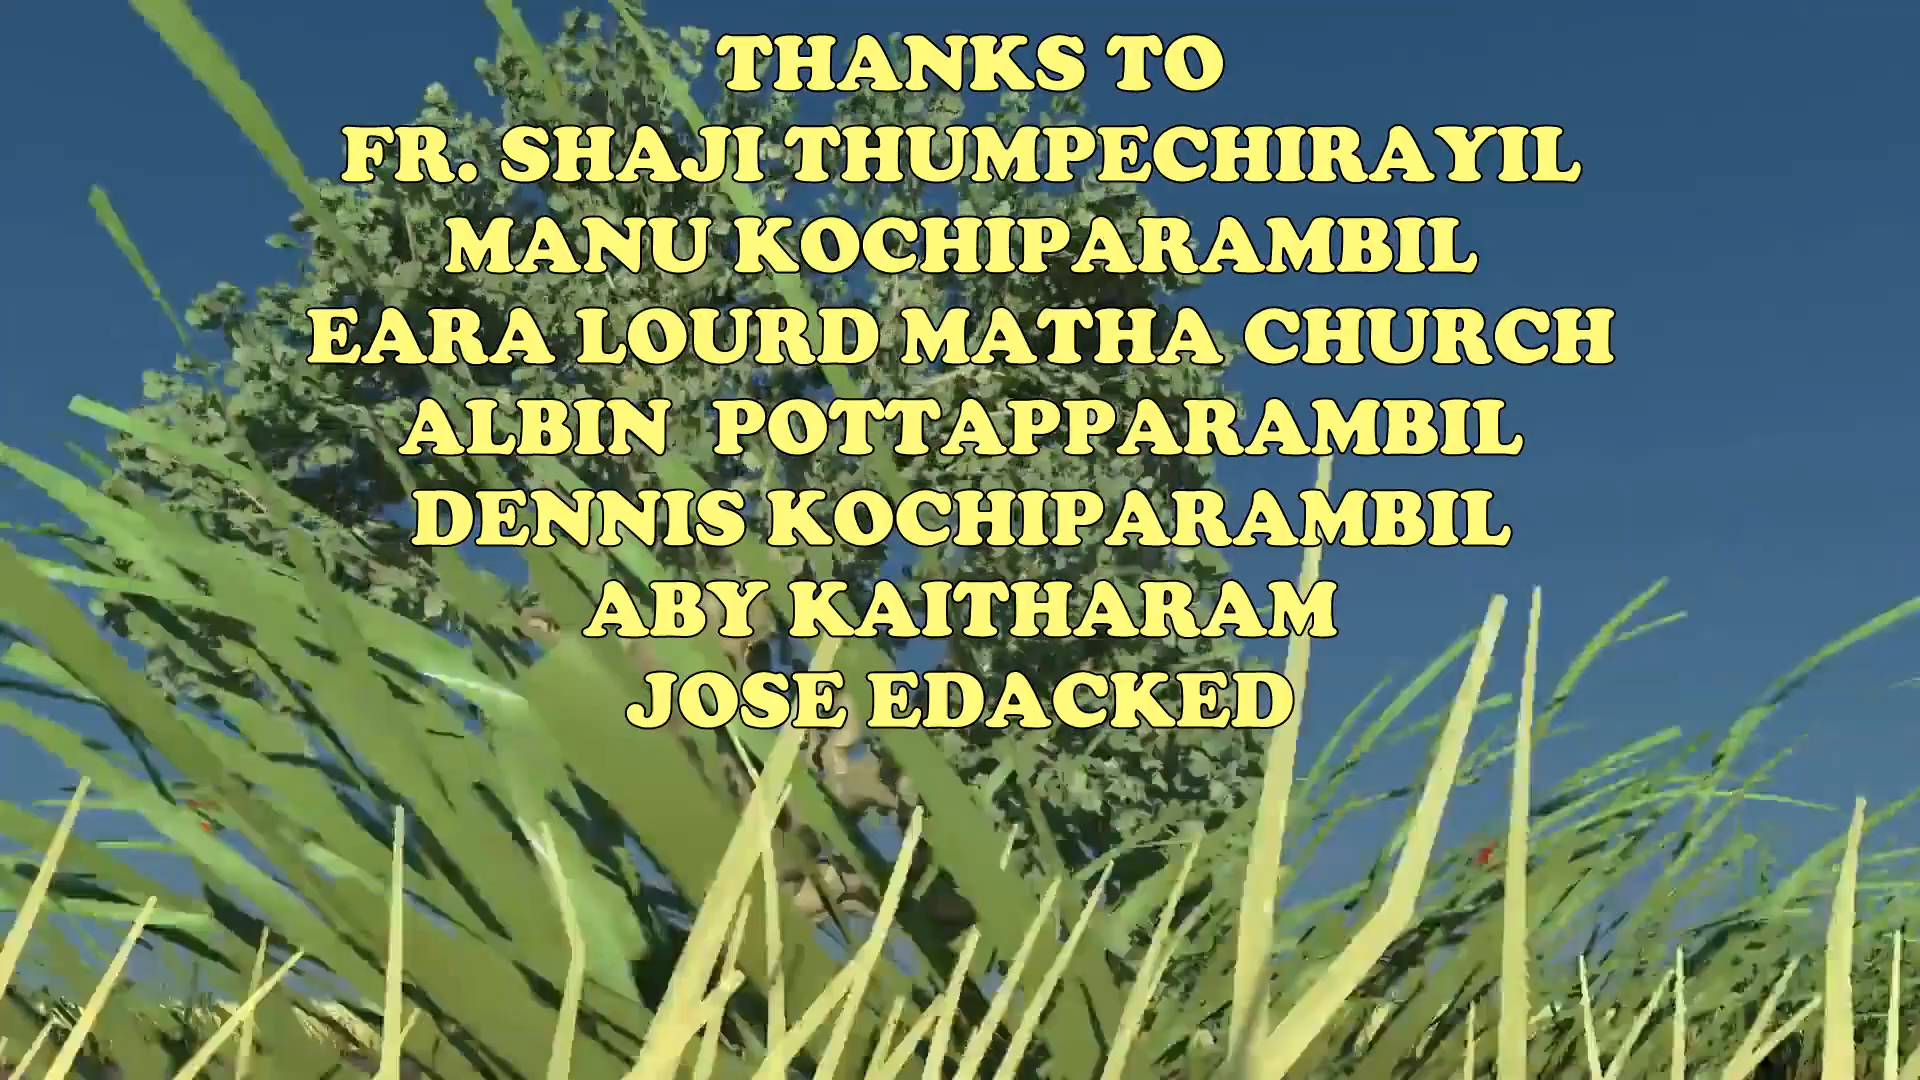 THANKS TO
FR. SHAJI THUMPECHIRAYIL
MANU KOCHIPARAMBIL
EARA LOURD MATHA CHURCH
ALBIN POTTAPPARAMBIL
DENNIS KOCHIPARAMBIL
ABY KAITHARAM
JOSE EDACKED